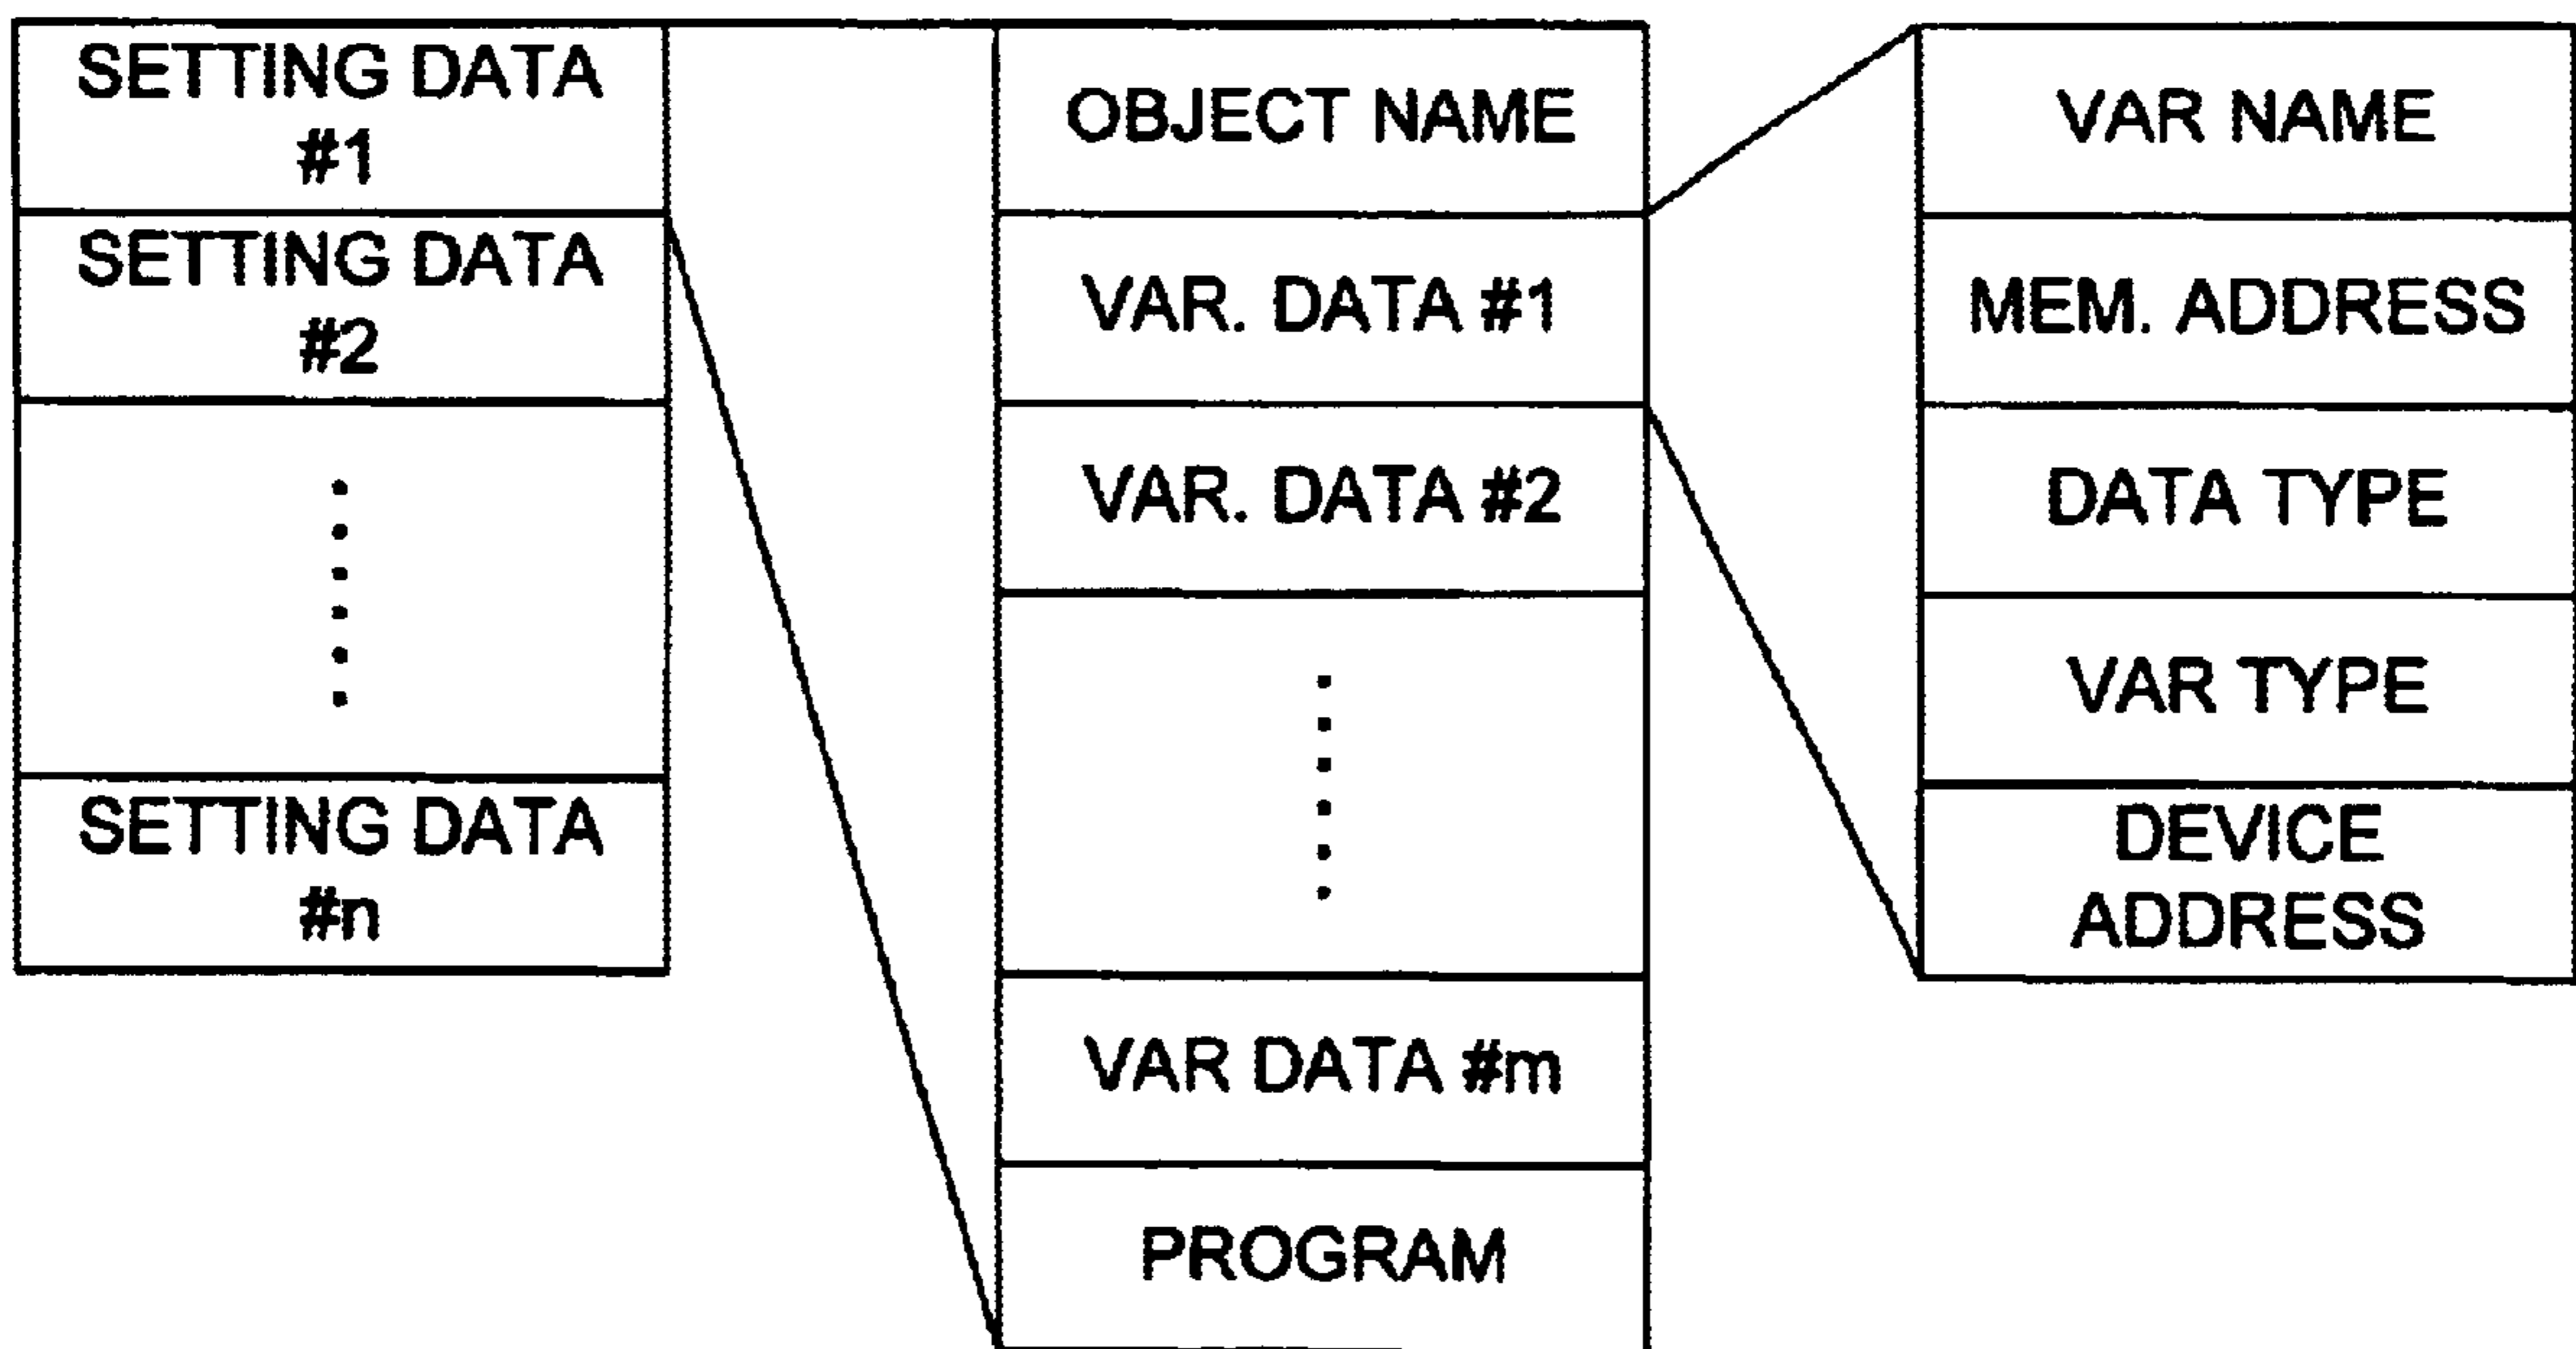 SETTING DATA
#1
SETTING DATA
#2
SETTING DATA
#n
OBJECT NAME
VAR. DATA #1
VAR. DATA #2
VAR DATA #m
PROGRAM
VAR NAME
MEM. ADDRESS
DATA TYPE
VAR TYPE
DEVICE
ADDRESS